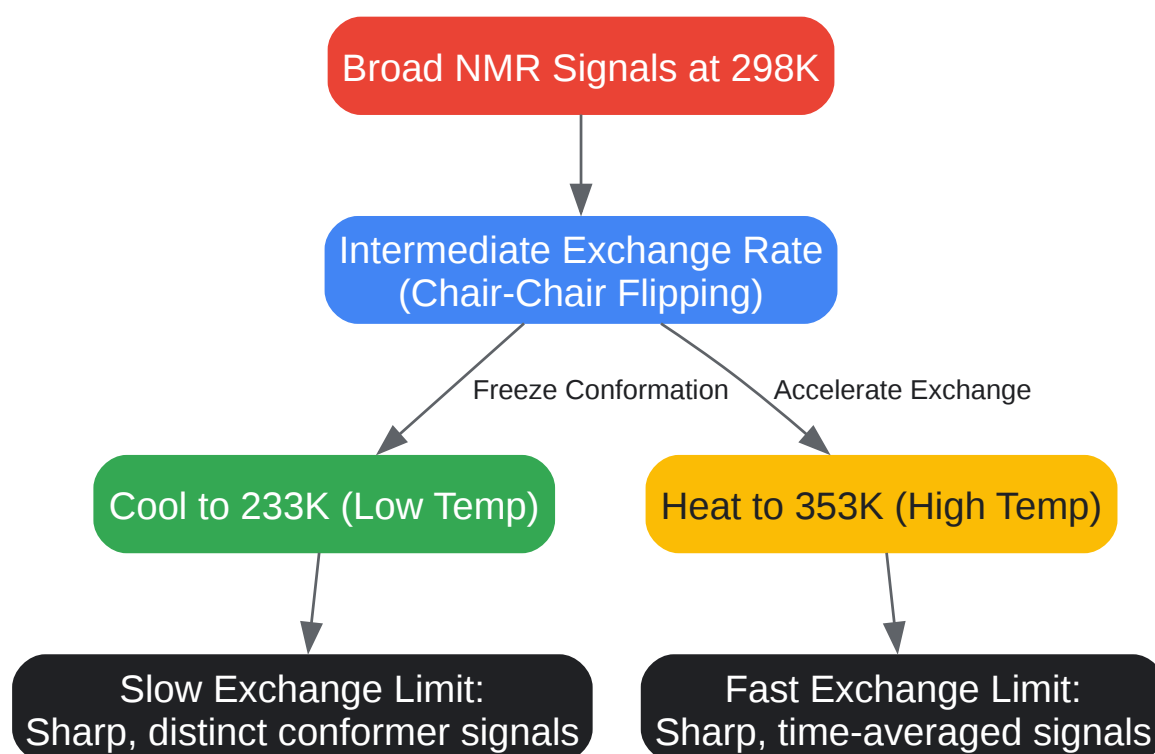 Broad NMR Signals at 298K
Intermediate Exchange Rate
(Chair-Chair Flipping)
Freeze Conformation
Accelerate Exchange
Cool to 233K (Low Temp)
Heat to 353K (High Temp)
Slow Exchange Limit:
Sharp, distinct conformer signals
Fast Exchange Limit:
Sharp, time-averaged signals